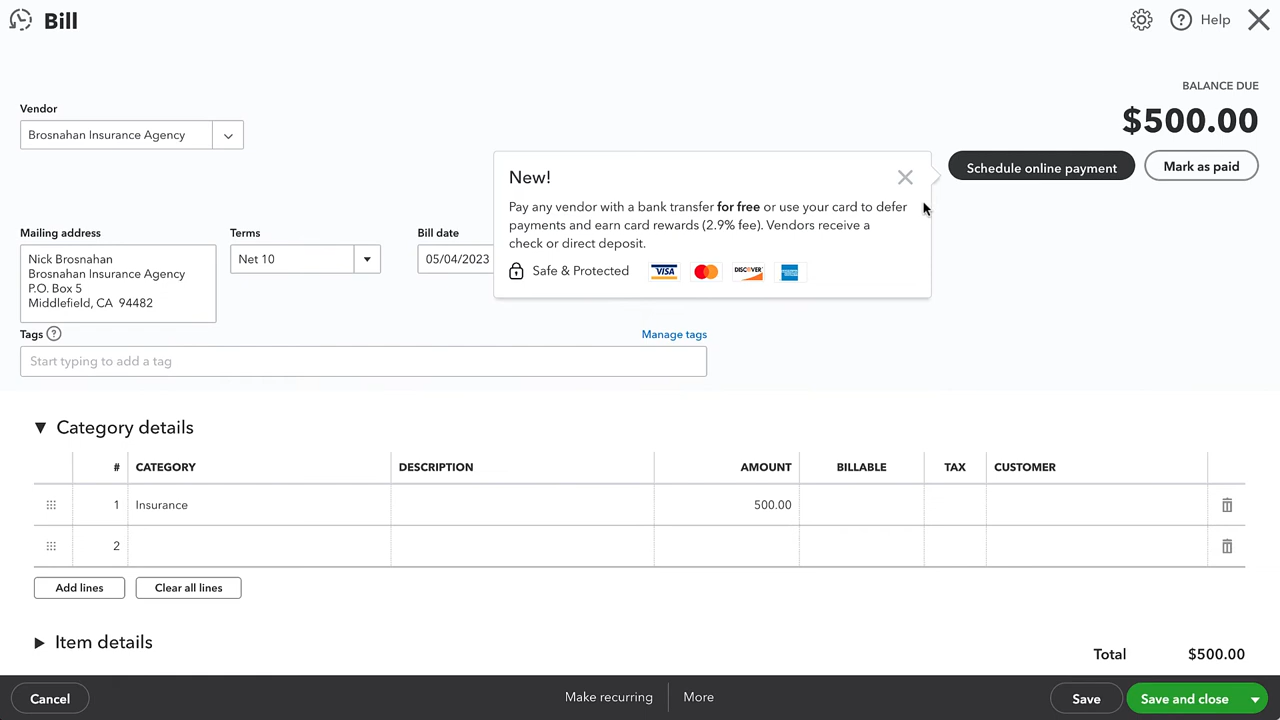 Bill
Help
BALANCE DUE
$500.00
Schedule online payment
Mark as paid
Vendor
Brosnahan Insurance Agency
New!
Pay any vendor with a bank transfer for free or use your card to defer
payments and earn card rewards (2.9% fee). Vendors receive a
check or direct deposit.
Safe & Protected
VISA
DISCOVER
Mailing address
Nick Brosnahan
Brosnahan Insurance Agency
P.O. Box 5
Middlefield, CA 94482
Terms
Net 10
Bill date
05/04/2023
Tags
Manage tags
Start typing to add a tag
Category details
# CATEGORY DESCRIPTION AMOUNT BILLABLE TAX CUSTOMER
1 Insurance 500.00
2
Add lines
Clear all lines
Item details
Total $500.00
Cancel
Make recurring
More
Save
Save and close